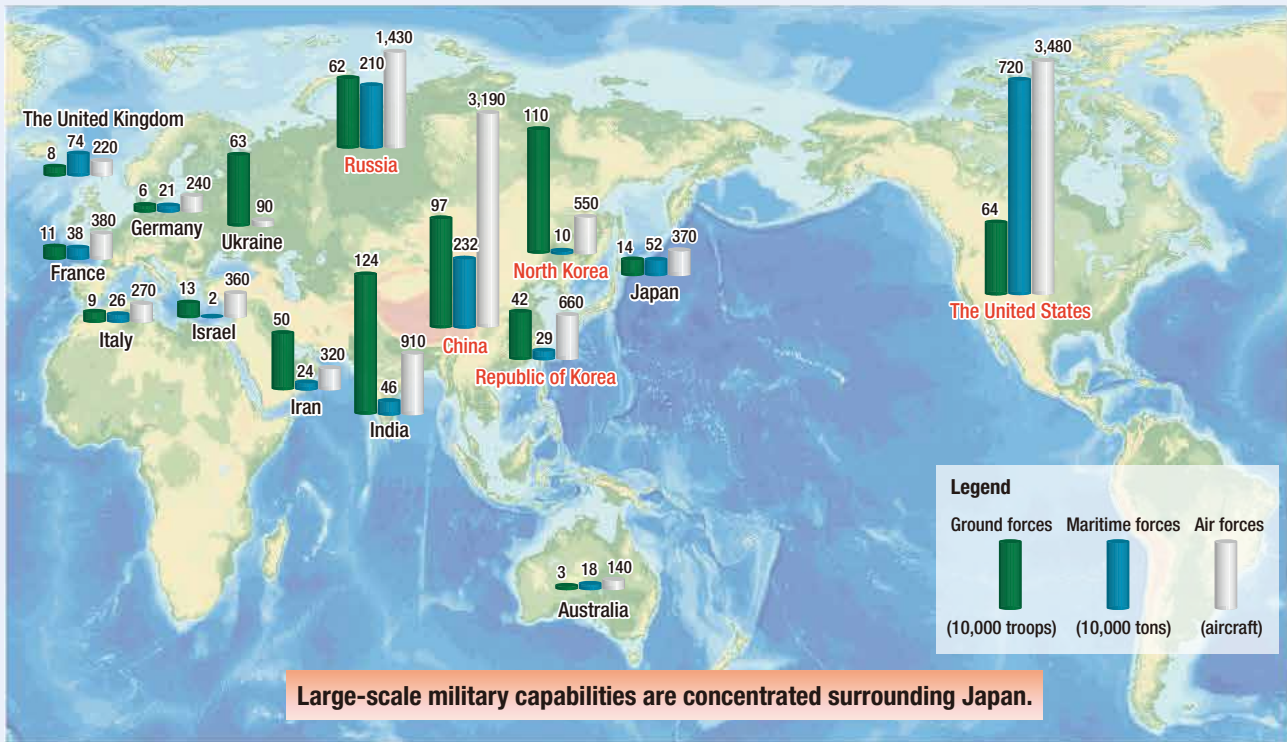 The United Kingdom
8 74 220
6 21 240
Germany
11 38 380
France
9 26 270
Italy
13 2 360
Israel
63 90
Ukraine
62 210 1,430
Russia
50 24 320
Iran
124 46 910
India
97 232 3,190
China
110 10 550
North Korea
42 29 660
Republic of Korea
14 52 370
Japan
64 720 3,480
The United States
3 18 140
Australia
Legend
Ground forces Maritime forces Air forces
(10,000 troops) (10,000 tons) (aircraft)
Large-scale military capabilities are concentrated surrounding Japan.